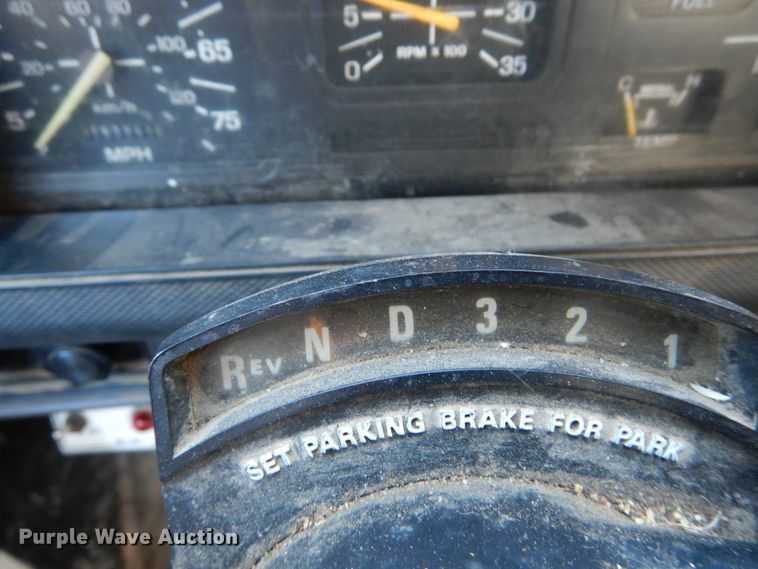 60 80
40 100 65
20 120
5 km/h 75
MPH
5 30
0 RPM x 100 35
FUEL
C H
TEMP
REV N D 3 2 1
SET PARKING BRAKE FOR PARK
Purple Wave Auction